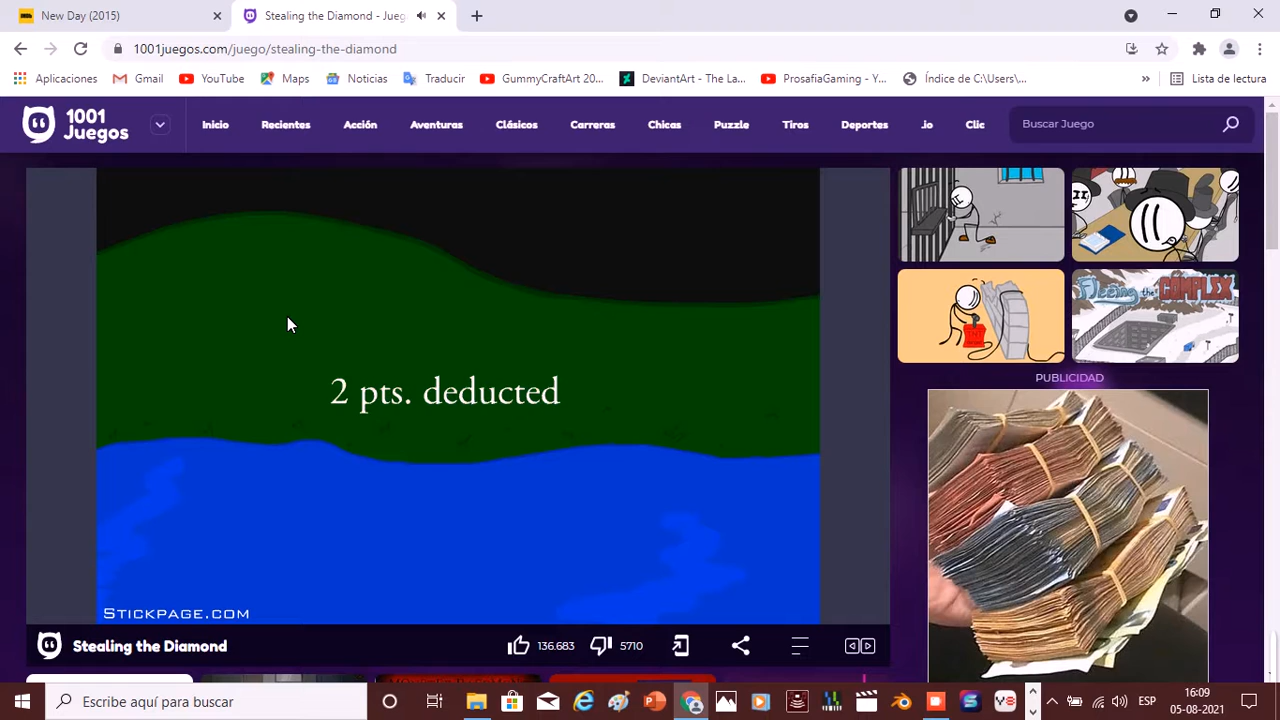 New Day (2015)
Stealing the Diamond - Jueg
1001juegos.com/juego/stealing-the-diamond
Aplicaciones
Gmail
YouTube
Maps
Noticias
Traducir
GummyCraftArt 20...
DeviantArt - The La...
ProsafiaGaming - Y...
Índice de C:\Users\...
»
Lista de lectura
1001 Juegos
Inicio
Recientes
Acción
Aventuras
Clásicos
Carreras
Chicas
Puzzle
Tiros
Deportes
.io
Clic
Buscar Juego
2 pts. deducted
Stickpage.com
Fleeing the COMPLEX
PUBLICIDAD
Stealing the Diamond
136.683
5710
Escribe aquí para buscar
ESP
16:09
05-08-2021